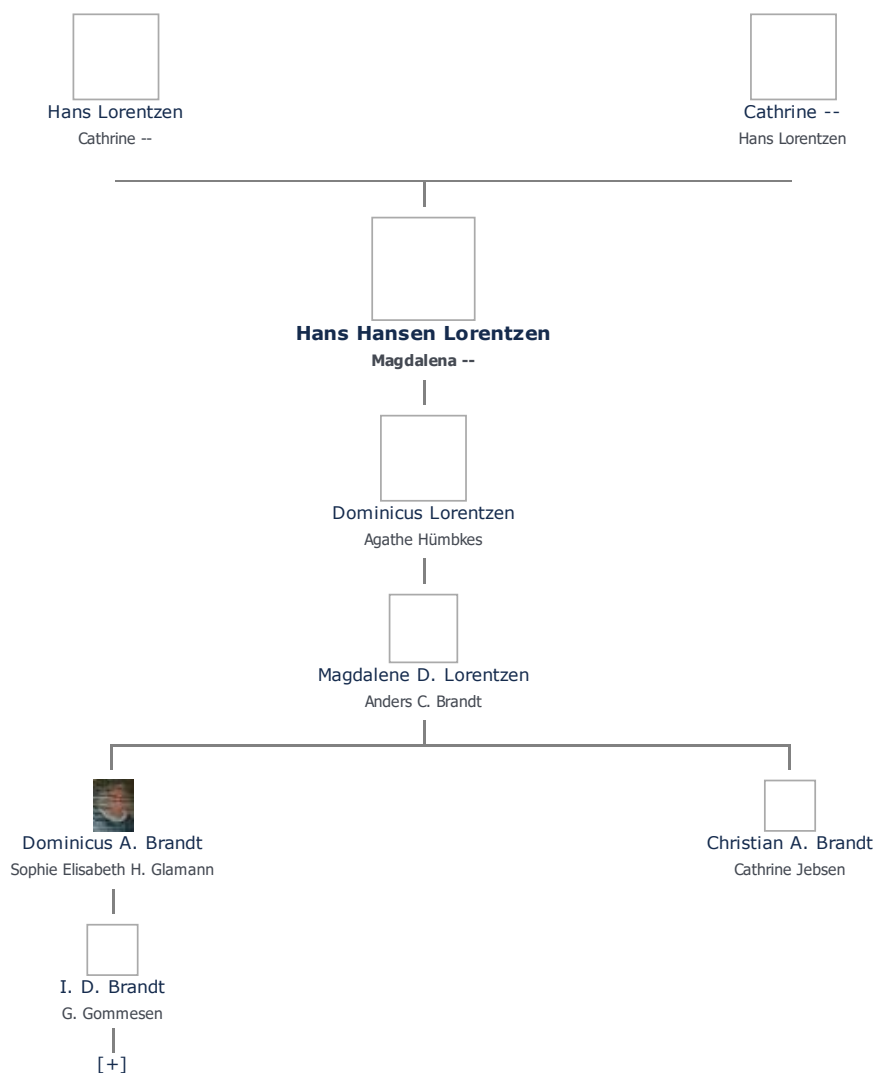 Hans Lorentzen
Cathrine --
Cathrine --
Hans Lorentzen
Hans Hansen Lorentzen
Magdalena --
Dominicus Lorentzen
Agathe Hümbkes
Magdalene D. Lorentzen
Anders C. Brandt
Dominicus A. Brandt
Sophie Elisabeth H. Glamann
Christian A. Brandt
Cathrine Jebsen
I. D. Brandt
G. Gommesen
[+]